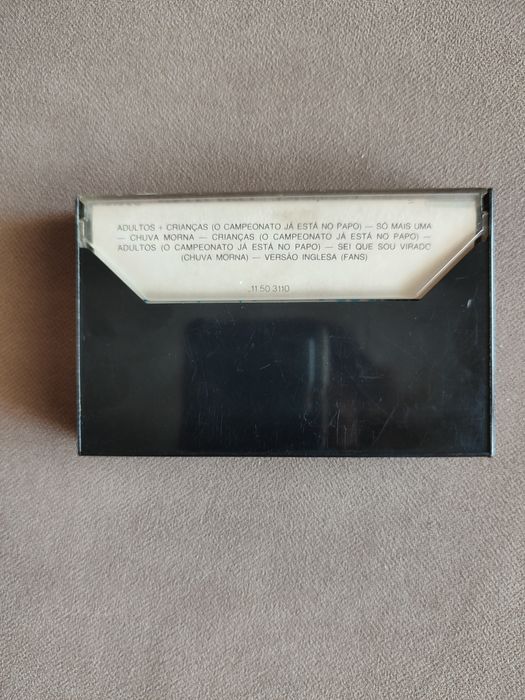 ADULTOS + CRIANÇAS (O CAMPEONATO JÁ ESTÁ NO PAPO) — SÓ MAIS UMA
— CHUVA MORNA — CRIANÇAS (O CAMPEONATO JÁ ESTÁ NO PAPO) —
ADULTOS (O CAMPEONATO JÁ ESTÁ NO PAPO) — SEI QUE SOU VIRADO
(CHUVA MORNA) — VERSÃO INGLESA (FANS)
11.50.3110